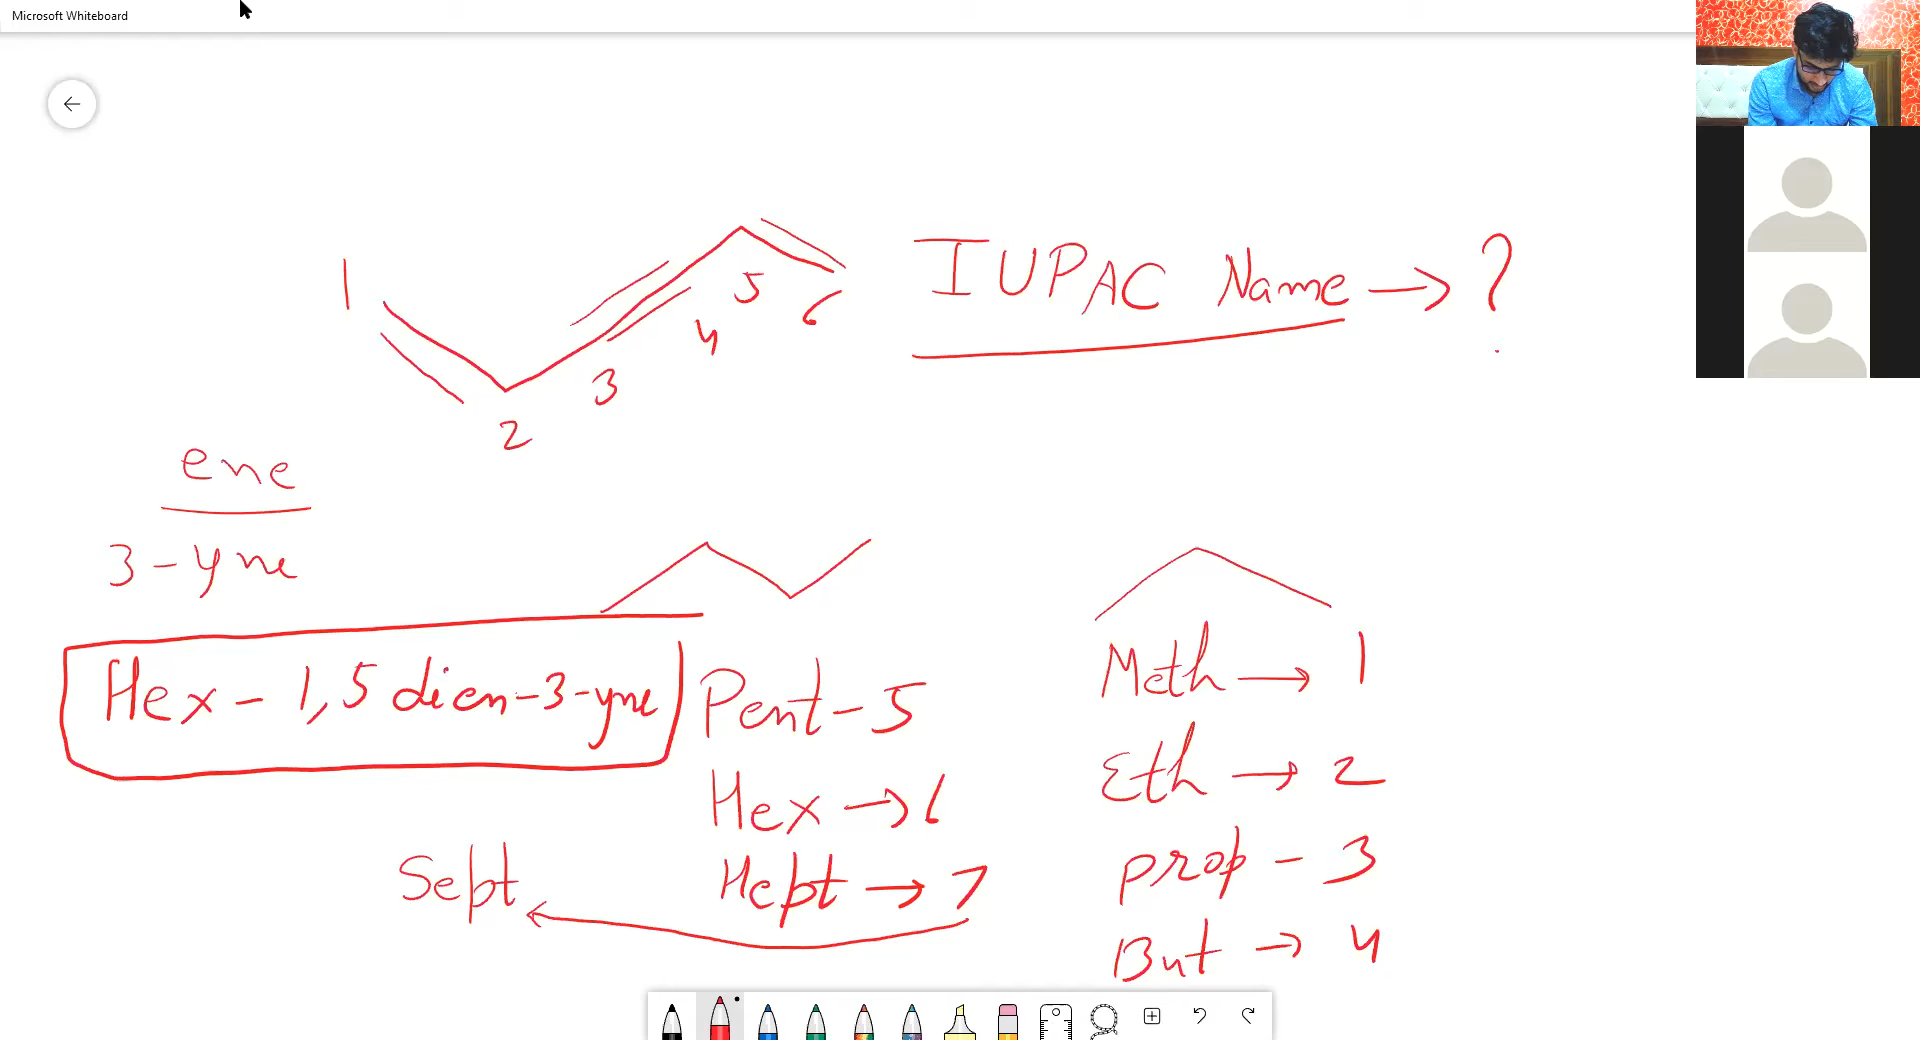 Microsoft Whiteboard
1
2
3
4
5
6
IUPAC Name → ?
ene
3-yne
Hex - 1,5 dien-3-yne
Pent - 5
Hex → 6
Hept → 7
Sept
Meth → 1
Eth → 2
prop - 3
But → 4